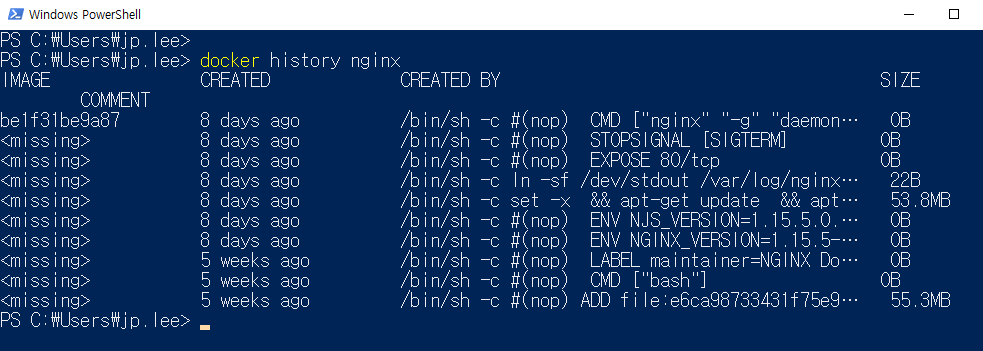 Windows PowerShell
PS C:₩Users₩jp.lee>
PS C:₩Users₩jp.lee> docker history nginx
IMAGE CREATED CREATED BY SIZE
COMMENT
be1f31be9a87 8 days ago /bin/sh -c #(nop) CMD ["nginx" "-g" "daemon… 0B
<missing> 8 days ago /bin/sh -c #(nop) STOPSIGNAL [SIGTERM] 0B
<missing> 8 days ago /bin/sh -c #(nop) EXPOSE 80/tcp 0B
<missing> 8 days ago /bin/sh -c ln -sf /dev/stdout /var/log/nginx… 22B
<missing> 8 days ago /bin/sh -c set -x && apt-get update && apt… 53.8MB
<missing> 8 days ago /bin/sh -c #(nop) ENV NJS_VERSION=1.15.5.0.… 0B
<missing> 8 days ago /bin/sh -c #(nop) ENV NGINX_VERSION=1.15.5-… 0B
<missing> 5 weeks ago /bin/sh -c #(nop) LABEL maintainer=NGINX Do… 0B
<missing> 5 weeks ago /bin/sh -c #(nop) CMD ["bash"] 0B
<missing> 5 weeks ago /bin/sh -c #(nop) ADD file:e6ca98733431f75e9… 55.3MB
PS C:₩Users₩jp.lee>